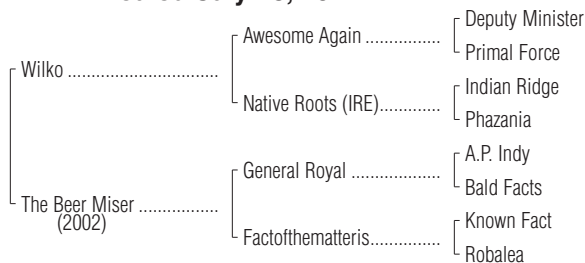 Deputy Minister
Awesome Again ..................
Primal Force
Wilko ...............................
Indian Ridge
Native Roots (IRE).............
Phazania
A.P. Indy
General Royal ..................
Bald Facts
The Beer Miser ................
(2002)
Known Fact
Factofthematteris..............
Robalea